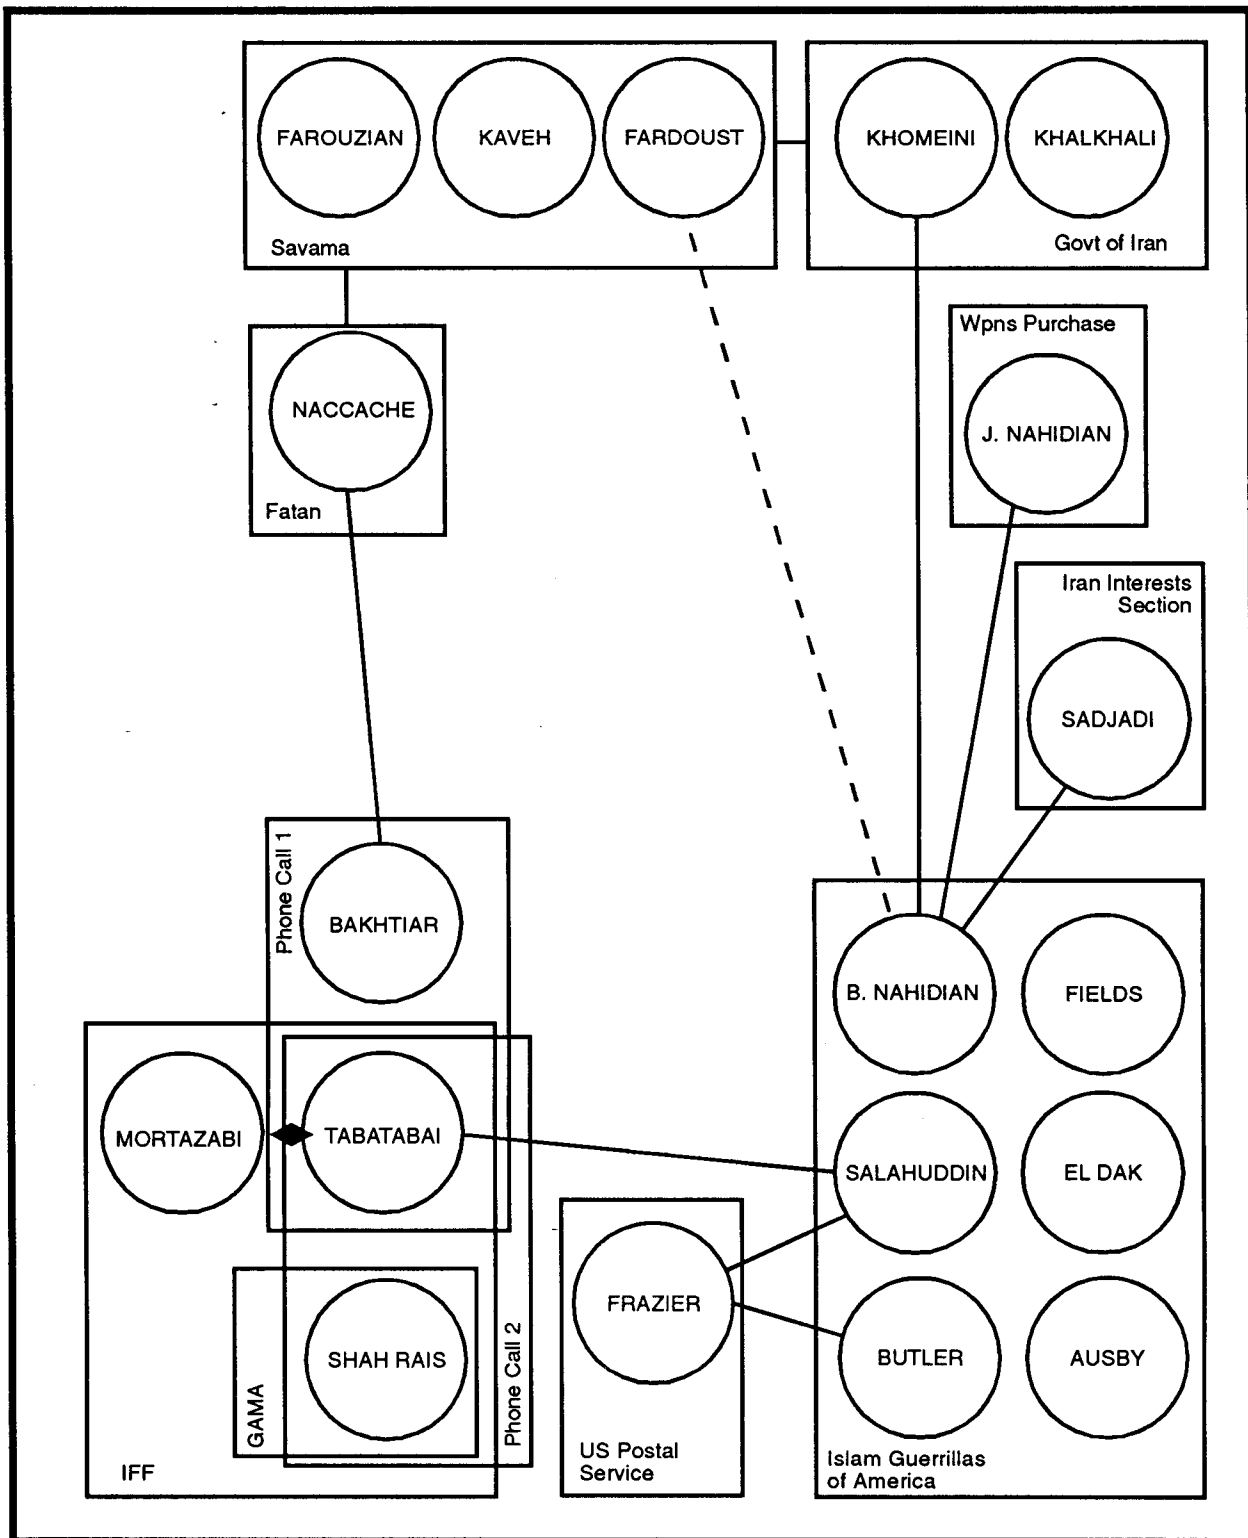 FAROUZIAN
KAVEH
FARDOUST
KHOMEINI
KHALKHALI
Savama
Govt of Iran
Wpns Purchase
NACCACHE
J. NAHIDIAN
Fatan
Iran Interests
Section
SADJADI
Phone Call 1
BAKHTIAR
B. NAHIDIAN
FIELDS
MORTAZABI
TABATABAI
SALAHUDDIN
EL DAK
FRAZIER
SHAH RAIS
BUTLER
AUSBY
GAMA
Phone Call 2
IFF
US Postal
Service
Islam Guerrillas
of America